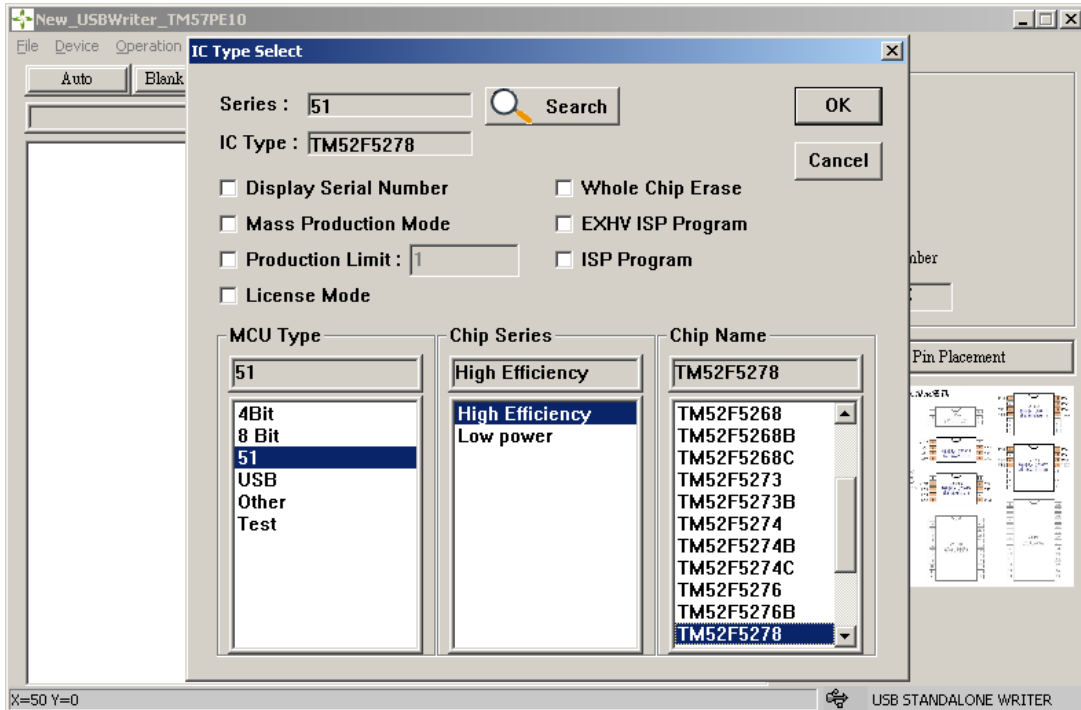 New_USBWriter_TM57PE10
File Device Operation
IC Type Select
Auto
Blank
Series :
51
Search
OK
IC Type :
TM52F5278
Cancel
Display Serial Number
Whole Chip Erase
Mass Production Mode
EXHV ISP Program
Production Limit :
1
ISP Program
License Mode
MCU Type
Chip Series
Chip Name
51
High Efficiency
TM52F5278
4Bit
8 Bit
51
USB
Other
Test
High Efficiency
Low power
TM52F5268
TM52F5268B
TM52F5268C
TM52F5273
TM52F5273B
TM52F5274
TM52F5274B
TM52F5274C
TM52F5276
TM52F5276B
TM52F5278
Pin Placement
X=50 Y=0
USB STANDALONE WRITER